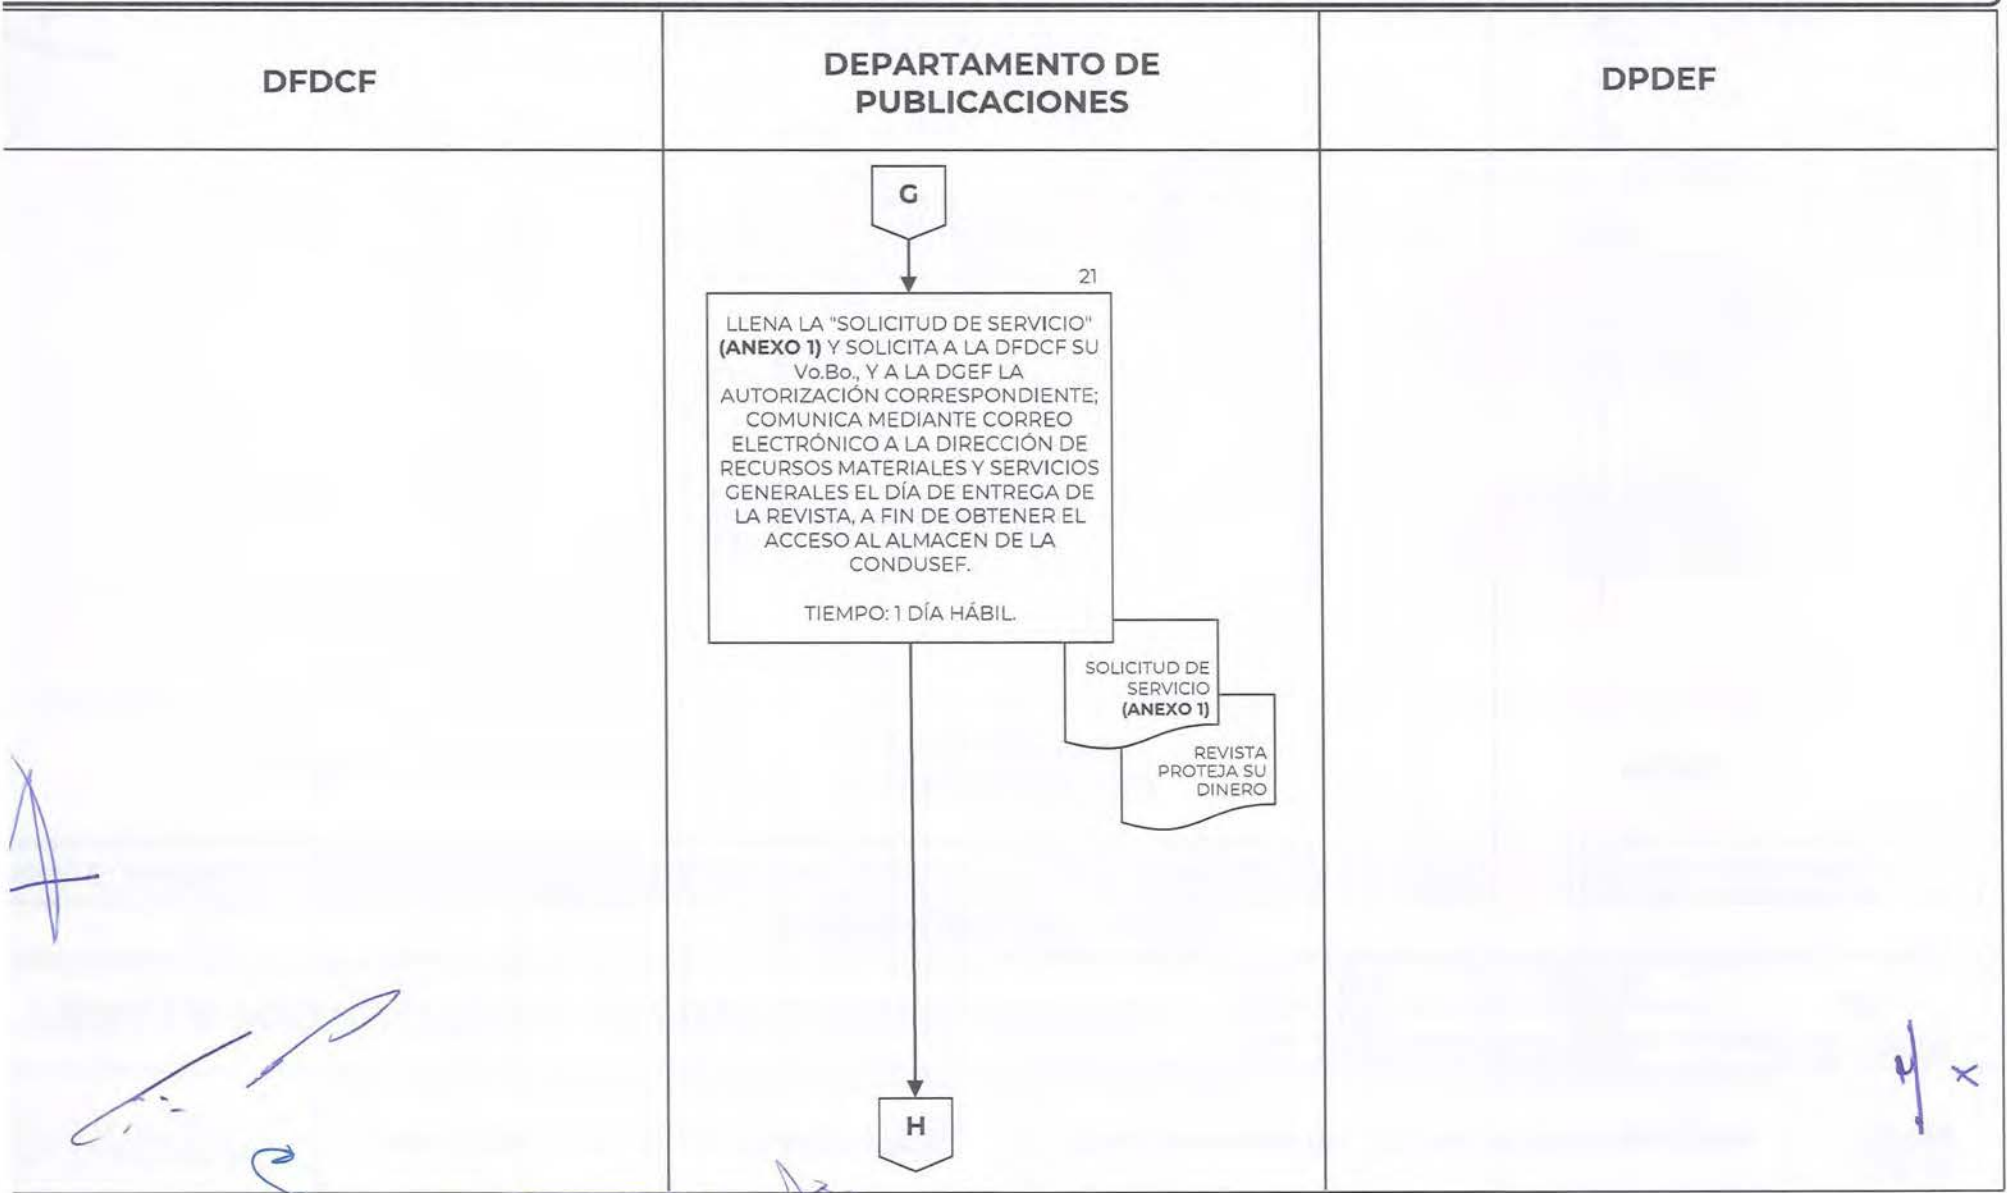 DFDCF
DEPARTAMENTO DE
PUBLICACIONES
DPDEF
G
21
LLENA LA "SOLICITUD DE SERVICIO"
(ANEXO 1) Y SOLICITA A LA DFDCF SU
Vo.Bo., Y A LA DGEF LA
AUTORIZACIÓN CORRESPONDIENTE;
COMUNICA MEDIANTE CORREO
ELECTRÓNICO A LA DIRECCIÓN DE
RECURSOS MATERIALES Y SERVICIOS
GENERALES EL DÍA DE ENTREGA DE
LA REVISTA, A FIN DE OBTENER EL
ACCESO AL ALMACEN DE LA
CONDUSEF.
TIEMPO: 1 DÍA HÁBIL.
SOLICITUD DE
SERVICIO
(ANEXO 1)
REVISTA
PROTEJA SU
DINERO
H